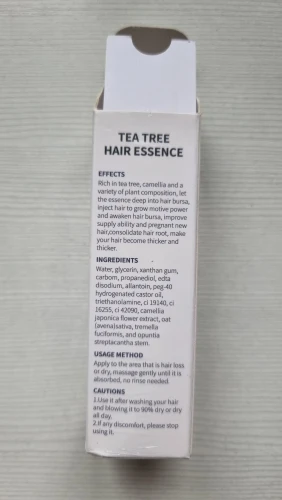 TEA TREE
HAIR ESSENCE
EFFECTS
Rich in tea tree, camellia and a
variety of plant composition, let
the essence deep into hair bursa,
inject hair to grow motive power
and awaken hair bursa, improve
supply ability and pregnant new
hair,consolidate hair root, make
your hair become thicker and
thicker.
INGREDIENTS
Water, glycerin, xanthan gum,
carbom, propanediol, edta
disodium, allantoin, peg-40
hydrogenated castor oil,
triethanolamine, ci 19140, ci
16255, ci 42090, camellia
japonica flower extract, oat
(avena)sativa, tremella
fuciformis, and opuntia
streptacantha stem.
USAGE METHOD
Apply to the area that is hair loss
or dry, massage gently until it is
absorbed, no rinse needed
CAUTIONS
1.Use it after washing your hair
and blowing it to 90% dry or dry
all day.
2.If any discomfort, please stop
using it.